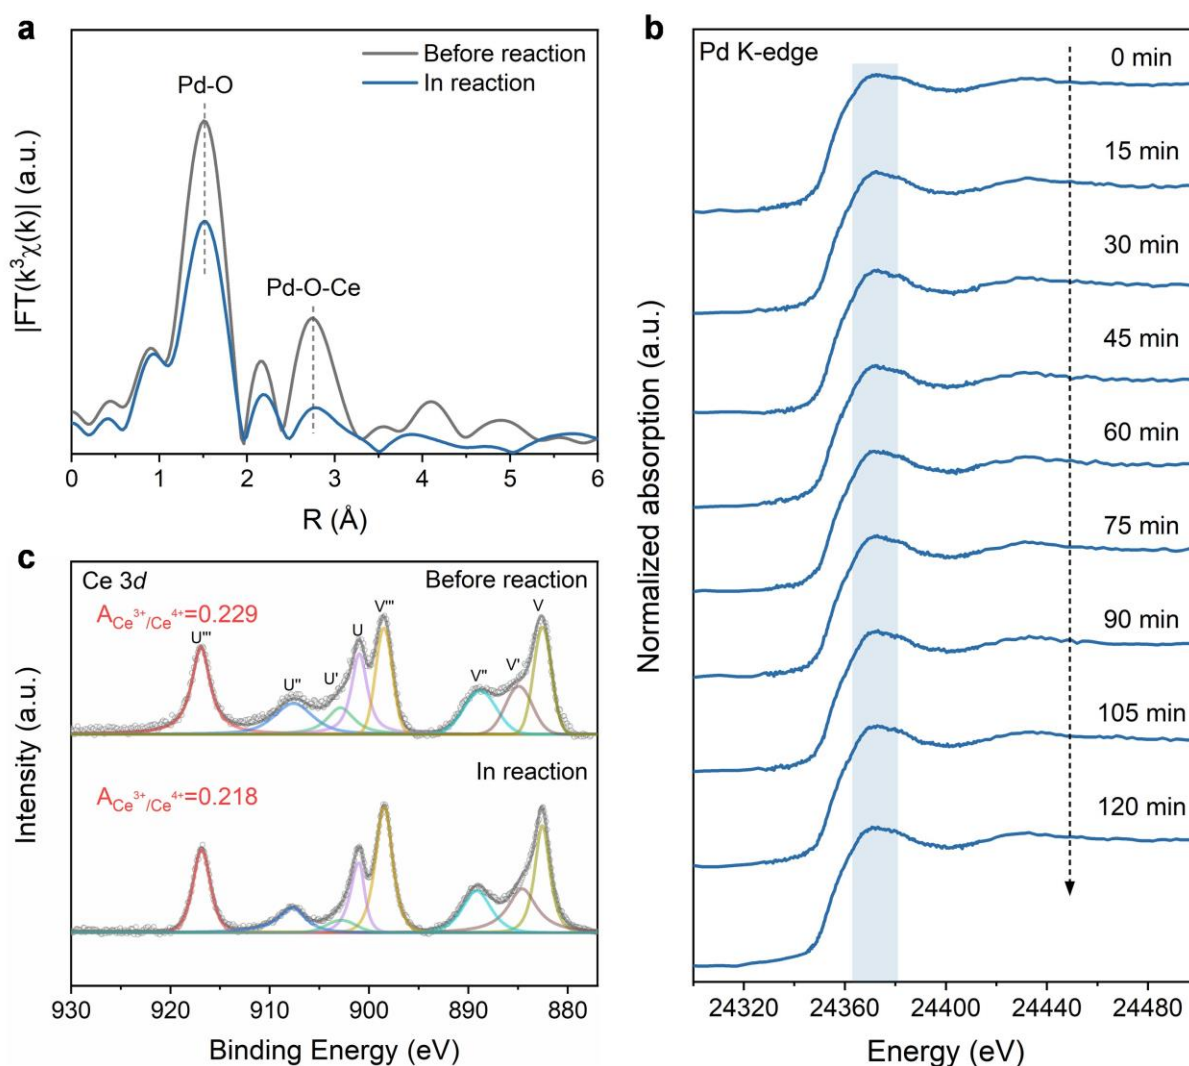 a
Before reaction
In reaction
Pd-O
Pd-O-Ce
|FT(k³χ(k)| (a.u.)
0 1 2 3 4 5 6
R (Å)
b
Pd K-edge
0 min
15 min
30 min
45 min
60 min
75 min
90 min
105 min
120 min
Normalized absorption (a.u.)
24320 24360 24400 24440 24480
Energy (eV)
c
Ce 3d
Before reaction
A Ce³⁺/Ce⁴⁺=0.229
U''' U'' U' U V''' V'' V' V
In reaction
A Ce³⁺/Ce⁴⁺=0.218
Intensity (a.u.)
930 920 910 900 890 880
Binding Energy (eV)